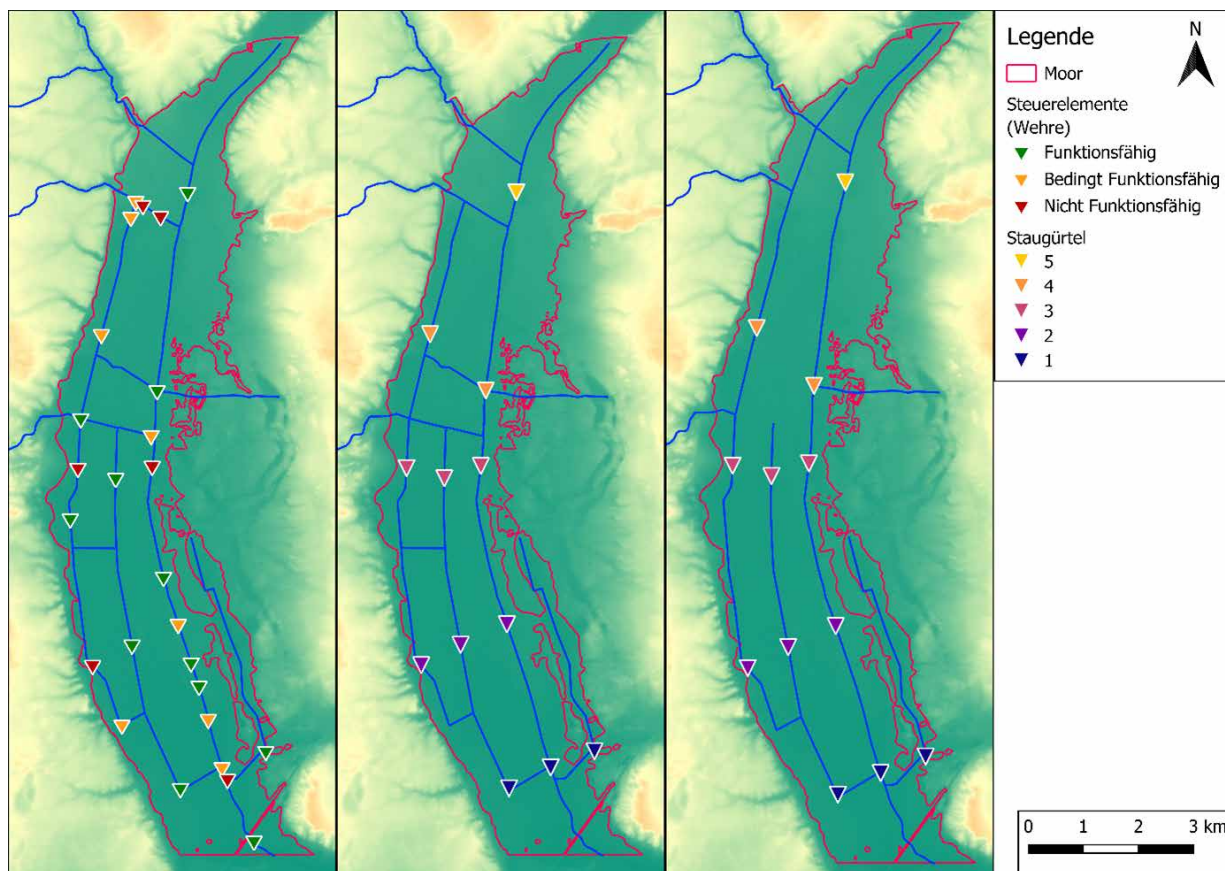 Legende
N
Moor
Steuerelemente
(Wehre)
Funktionsfähig
Bedingt Funktionsfähig
Nicht Funktionsfähig
Staugürtel
5
4
3
2
1
0 1 2 3 km